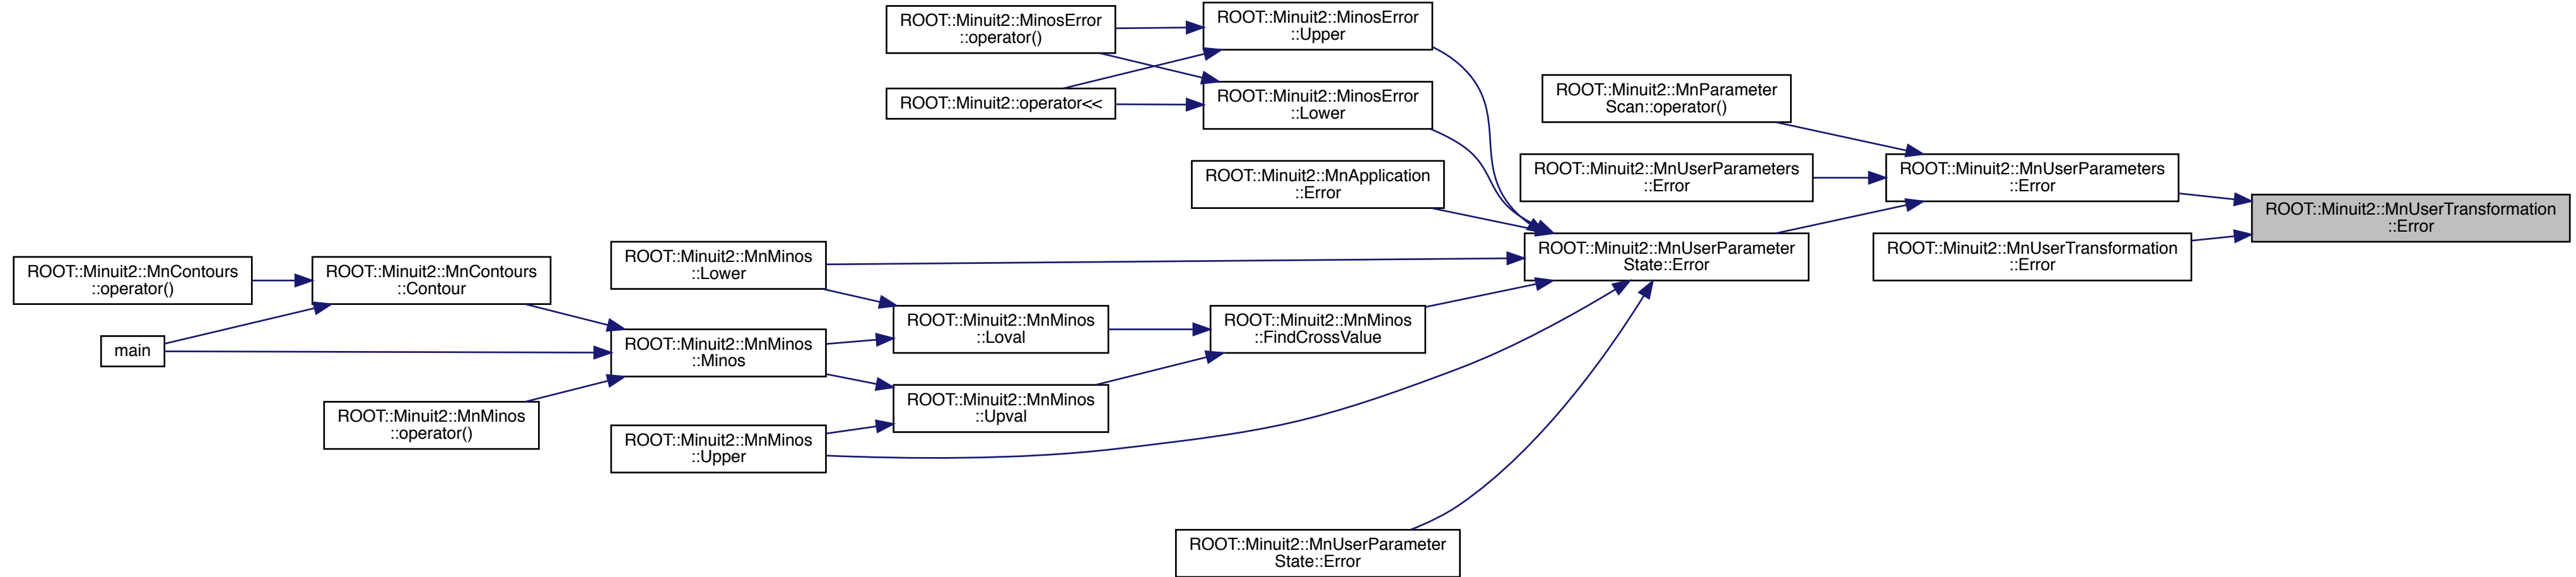 ROOT::Minuit2::MinosError
::operator()
ROOT::Minuit2::MinosError
::Upper
ROOT::Minuit2::operator<<
ROOT::Minuit2::MinosError
::Lower
ROOT::Minuit2::MnParameter
Scan::operator()
ROOT::Minuit2::MnApplication
::Error
ROOT::Minuit2::MnUserParameters
::Error
ROOT::Minuit2::MnUserParameters
::Error
ROOT::Minuit2::MnUserTransformation
::Error
ROOT::Minuit2::MnUserParameter
State::Error
ROOT::Minuit2::MnUserTransformation
::Error
ROOT::Minuit2::MnContours
::operator()
ROOT::Minuit2::MnContours
::Contour
ROOT::Minuit2::MnMinos
::Lower
ROOT::Minuit2::MnMinos
::Loval
ROOT::Minuit2::MnMinos
::FindCrossValue
main
ROOT::Minuit2::MnMinos
::Minos
ROOT::Minuit2::MnMinos
::Upval
ROOT::Minuit2::MnMinos
::operator()
ROOT::Minuit2::MnMinos
::Upper
ROOT::Minuit2::MnUserParameter
State::Error